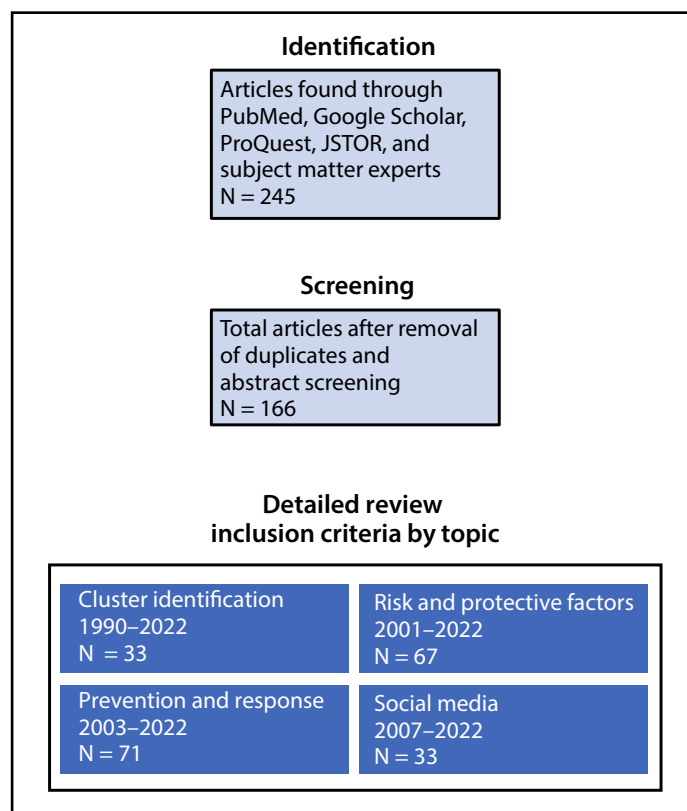 Identification
Articles found through
PubMed, Google Scholar,
ProQuest, JSTOR, and
subject matter experts
N = 245
Screening
Total articles after removal
of duplicates and
abstract screening
N = 166
Detailed review
inclusion criteria by topic
Cluster identification
1990–2022
N = 33
Risk and protective factors
2001–2022
N = 67
Prevention and response
2003–2022
N = 71
Social media
2007–2022
N = 33